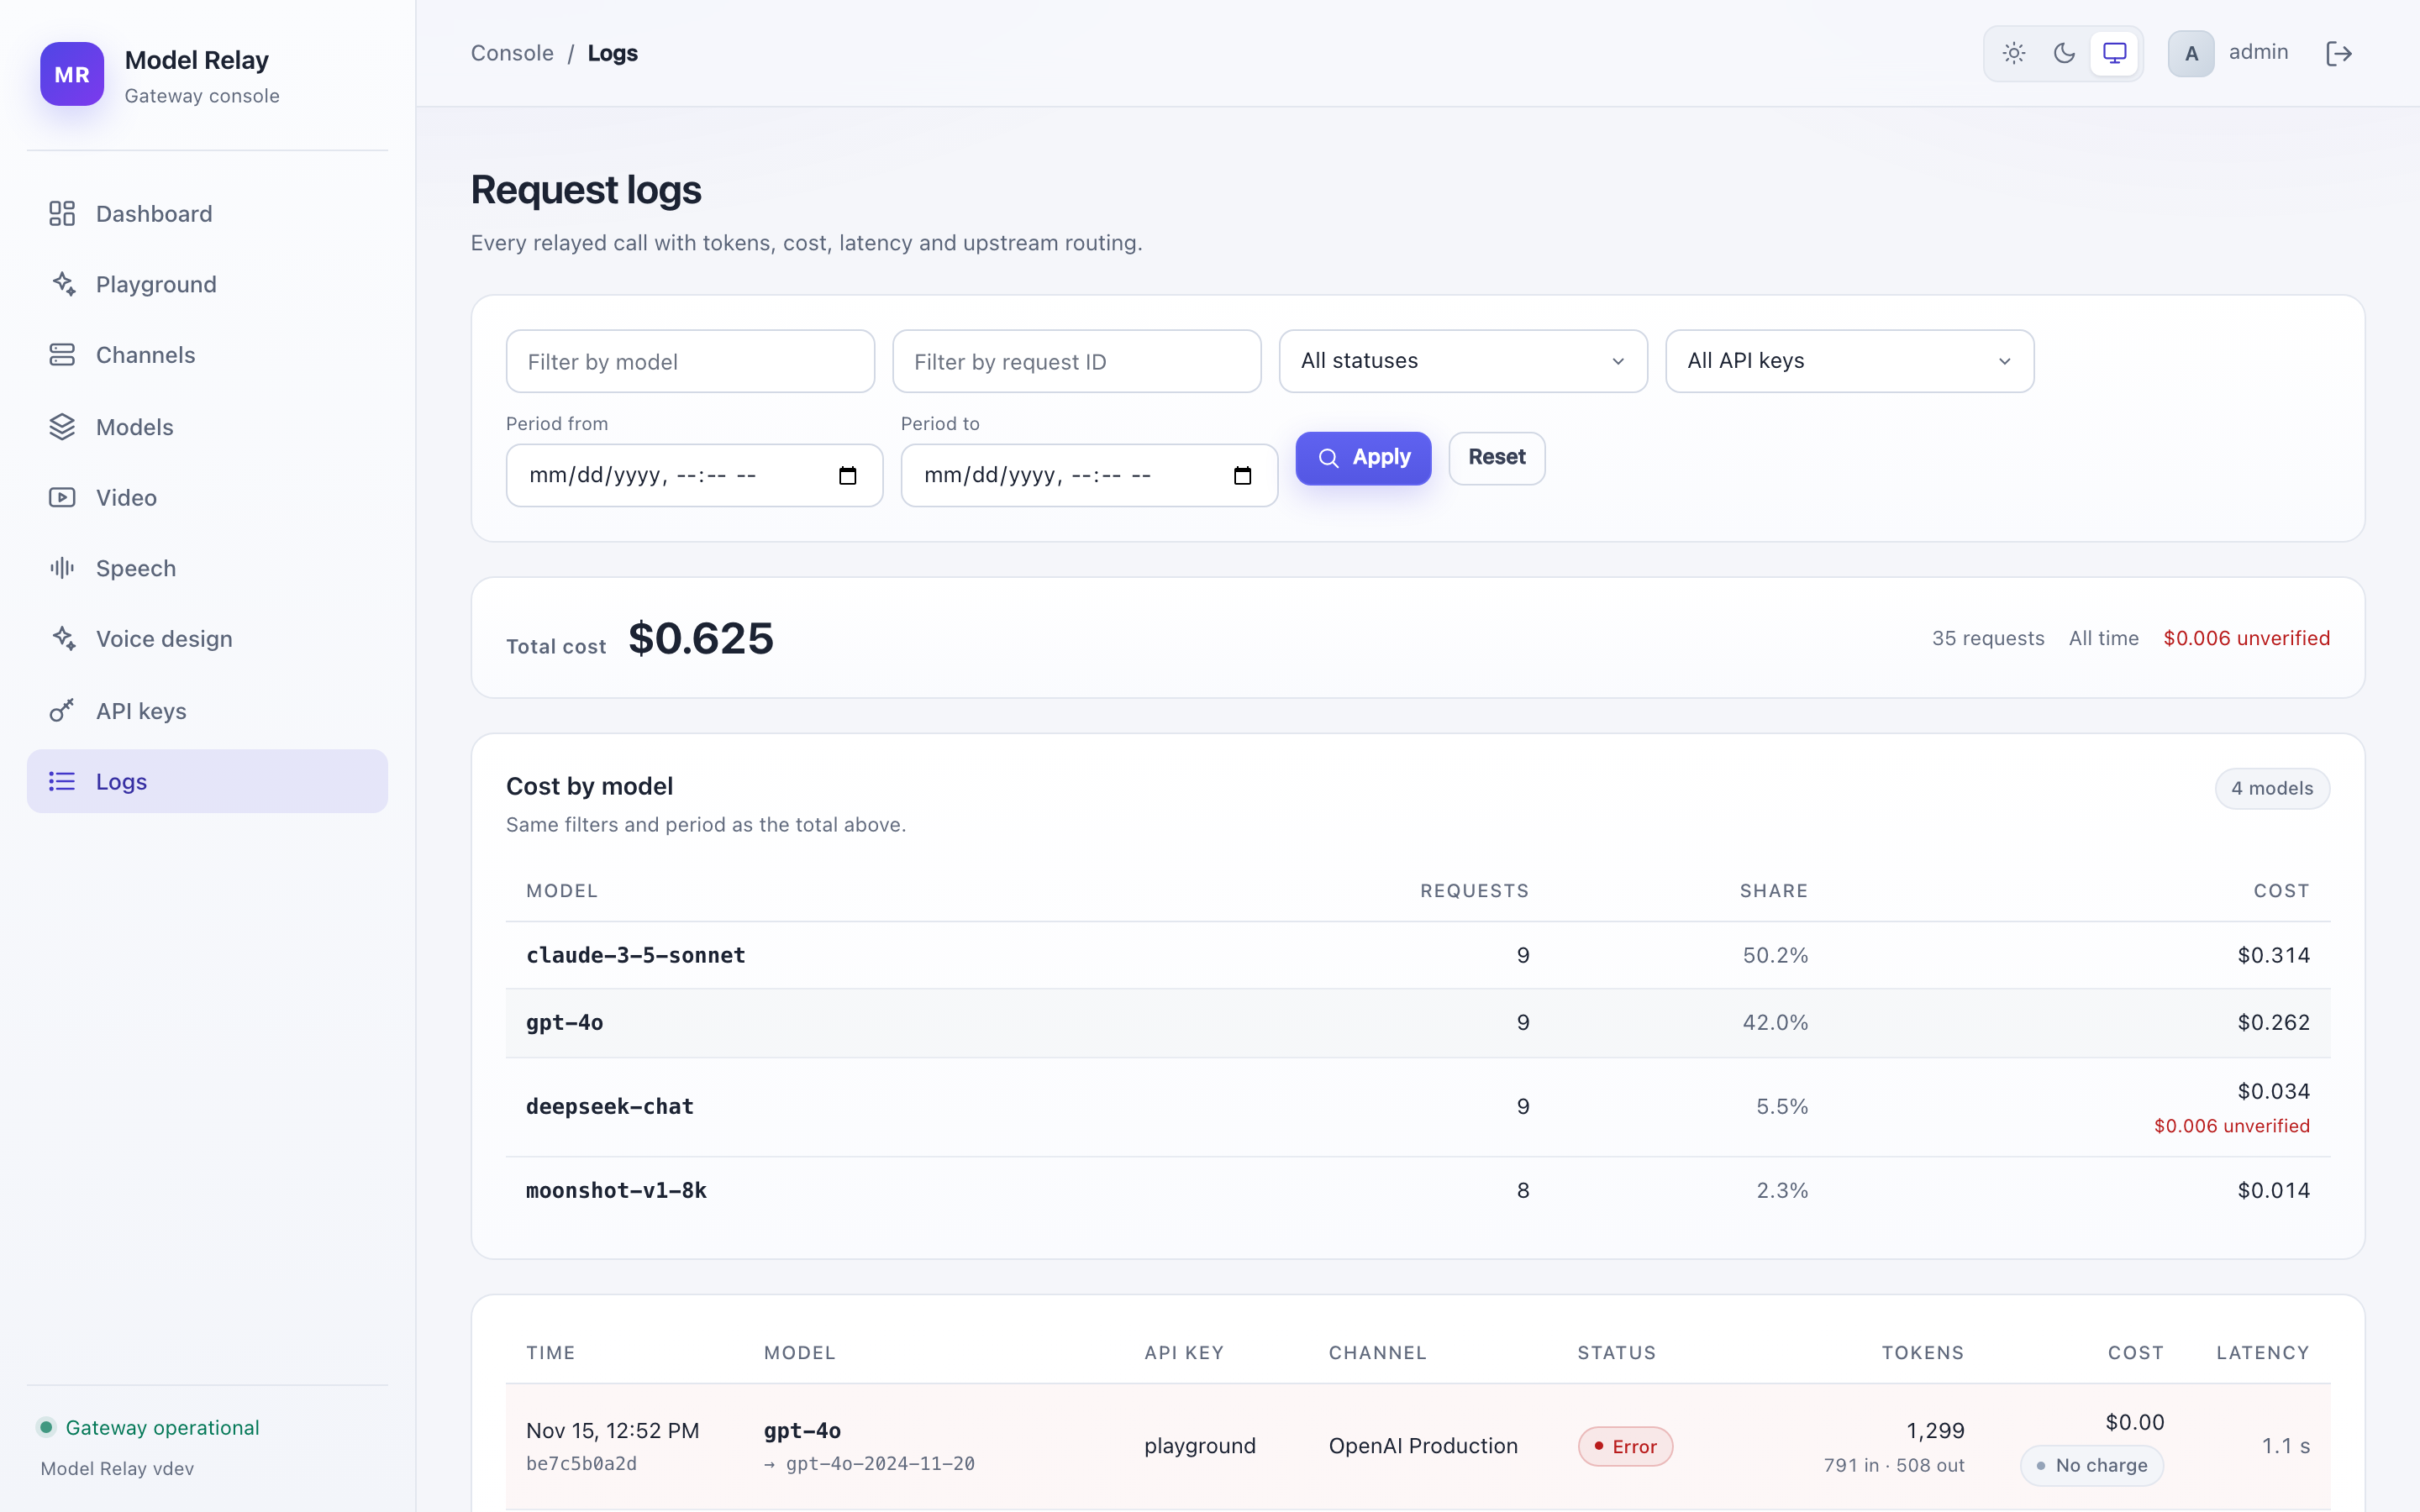 MR
Model Relay
Gateway console
Dashboard
Playground
Channels
Models
Video
Speech
Voice design
API keys
Logs
Gateway operational
Model Relay vdev
Console / Logs
A admin
Request logs
Every relayed call with tokens, cost, latency and upstream routing.
Filter by model Filter by request ID All statuses All API keys
Period from Period to
mm/dd/yyyy, --:-- -- mm/dd/yyyy, --:-- -- Apply Reset
Total cost $0.625 35 requests All time $0.006 unverified
Cost by model 4 models
Same filters and period as the total above.
MODEL REQUESTS SHARE COST
claude-3-5-sonnet 9 50.2% $0.314
gpt-4o 9 42.0% $0.262
deepseek-chat 9 5.5% $0.034
$0.006 unverified
moonshot-v1-8k 8 2.3% $0.014
TIME MODEL API KEY CHANNEL STATUS TOKENS COST LATENCY
Nov 15, 12:52 PM gpt-4o playground OpenAI Production Error 1,299 $0.00 1.1 s
be7c5b0a2d → gpt-4o-2024-11-20 791 in · 508 out No charge